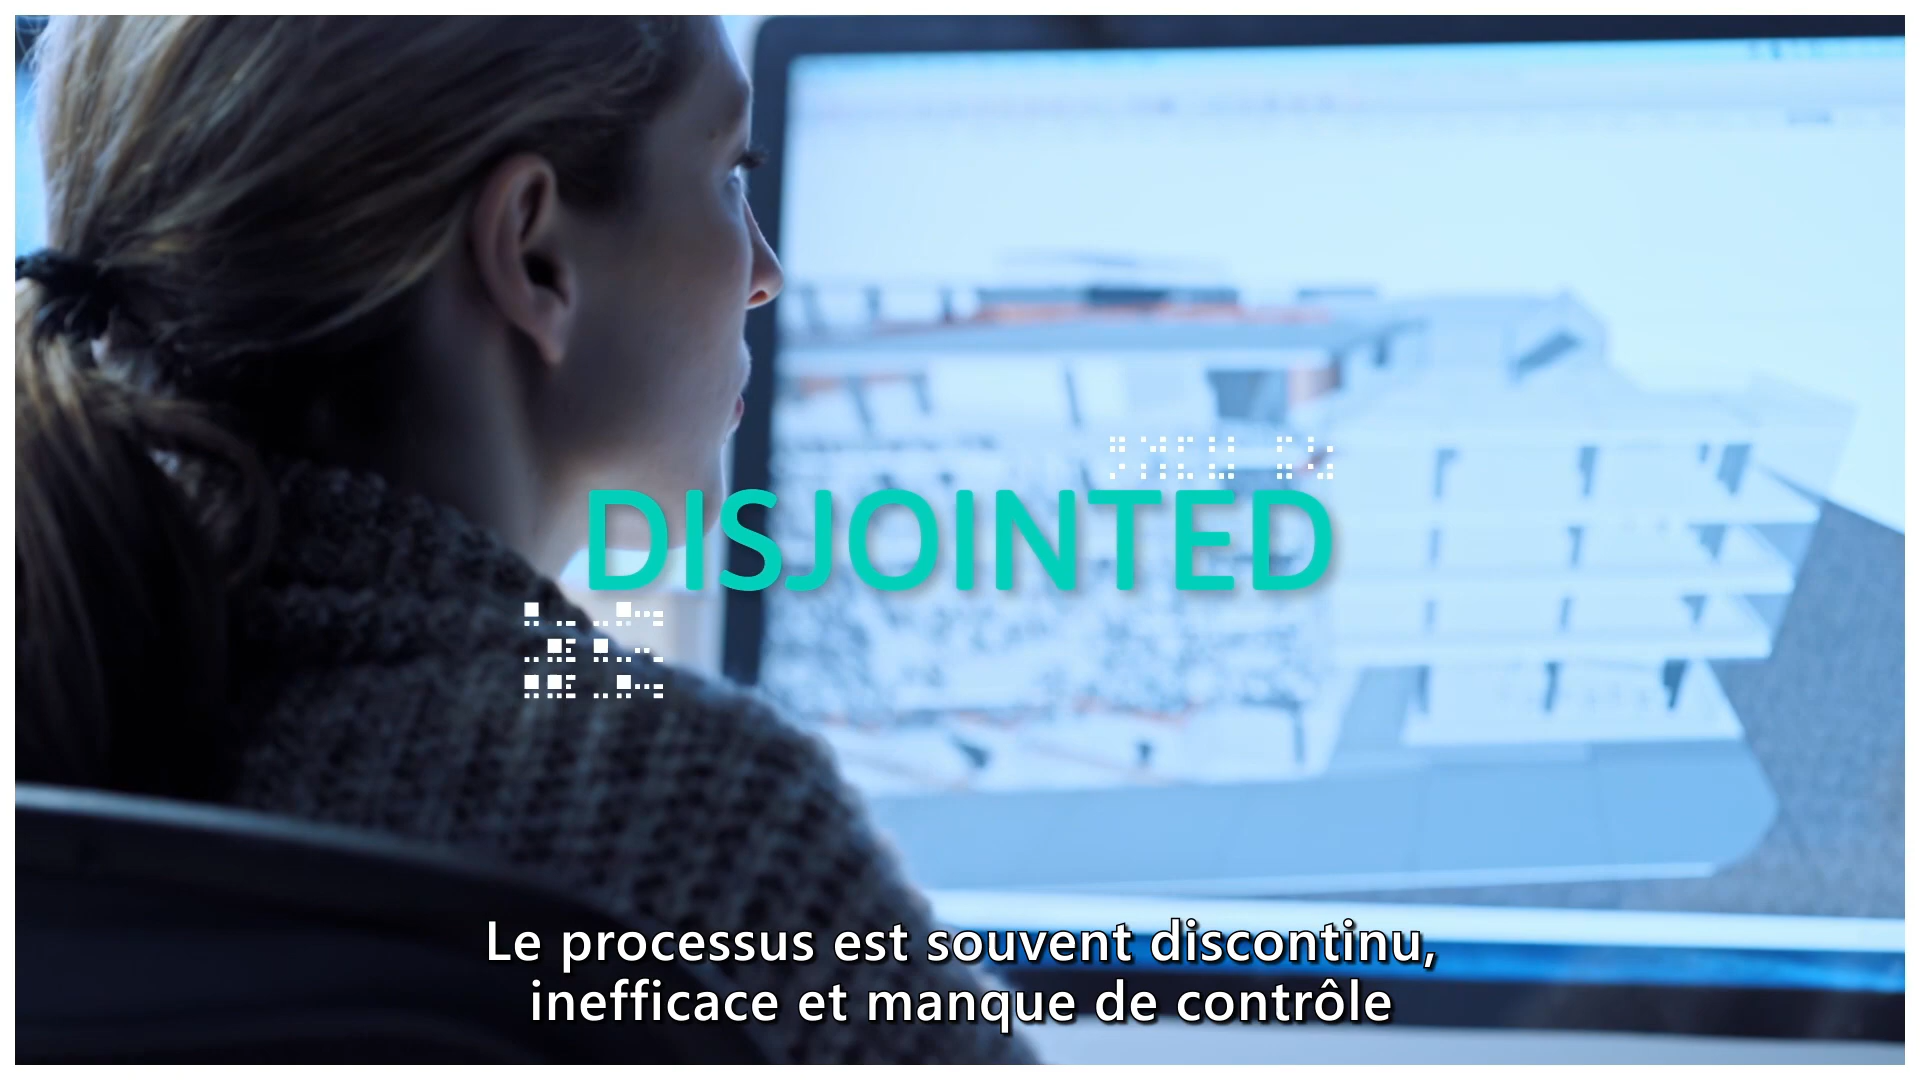 DISJOINTED
Le processus est souvent discontinu,
inefficace et manque de contrôle